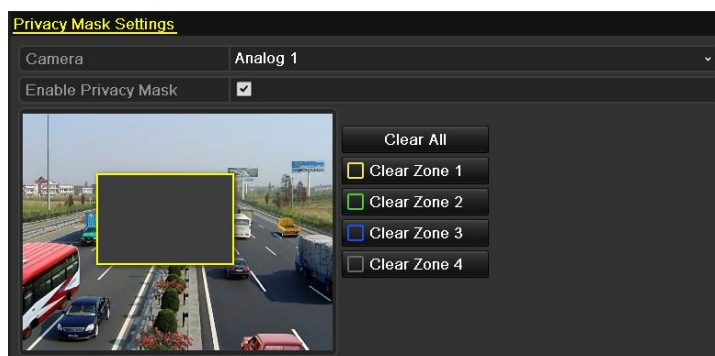 Privacy Mask Settings
Camera
Analog 1
Enable Privacy Mask
Clear All
Clear Zone 1
Clear Zone 2
Clear Zone 3
Clear Zone 4